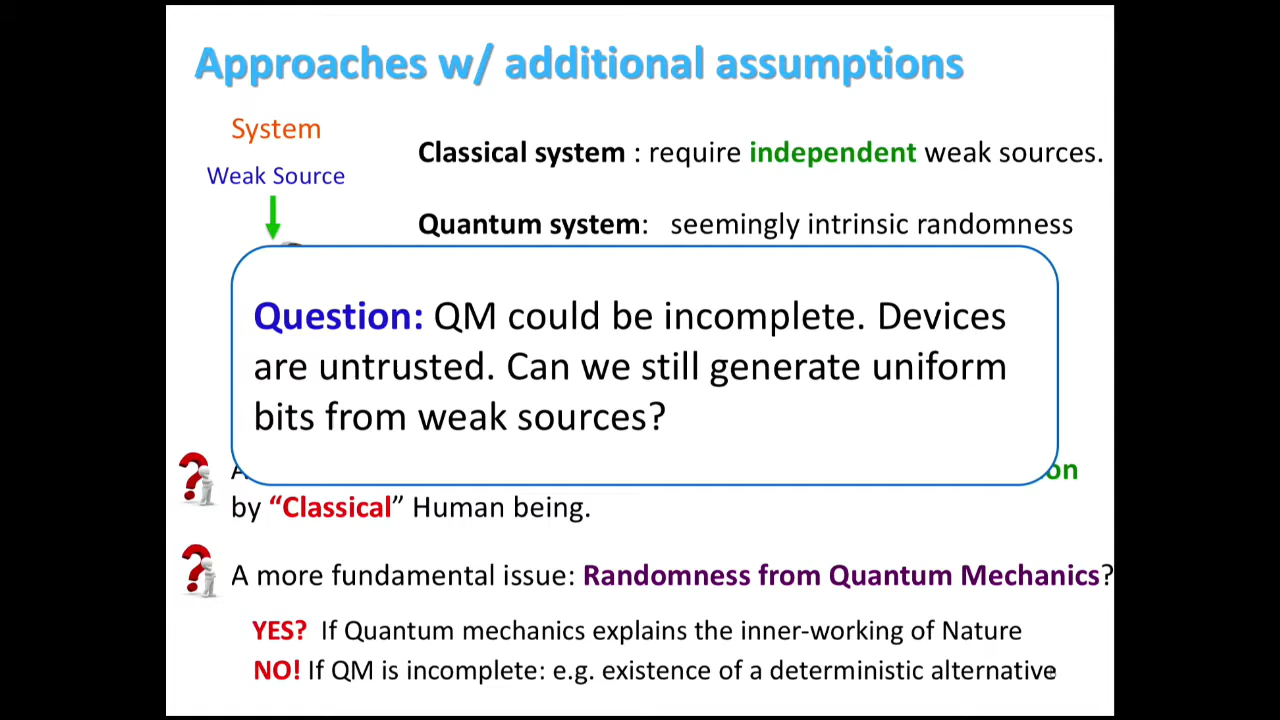 Approaches w/ additional assumptions
System
Classical system : require independent weak sources.
Weak Source
Quantum system: seemingly intrinsic randomness
Question: QM could be incomplete. Devices
are untrusted. Can we still generate uniform
bits from weak sources?
by “Classical” Human being.
A more fundamental issue: Randomness from Quantum Mechanics?
YES? If Quantum mechanics explains the inner-working of Nature
NO! If QM is incomplete: e.g. existence of a deterministic alternative